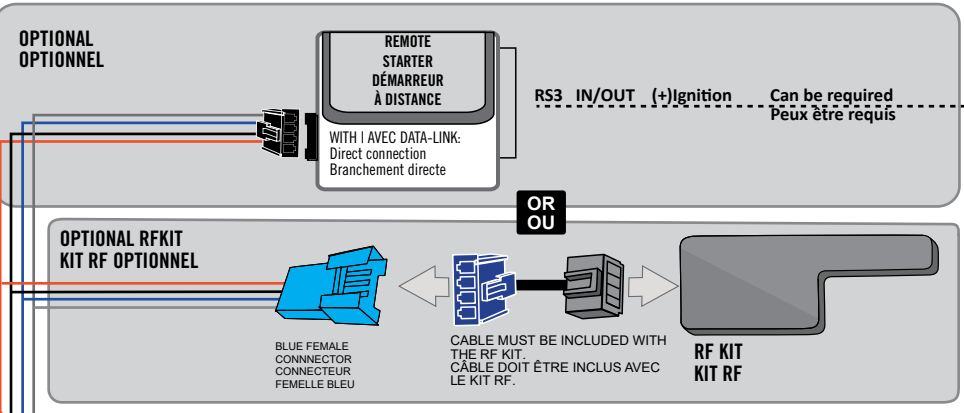 OPTIONAL
OPTIONNEL
REMOTE
STARTER
DÉMARREUR
À DISTANCE
WITH | AVEC DATA-LINK:
Direct connection
Branchement directe
RS3 IN/OUT (+)Ignition Can be required
Peux être requis
OR
OU
OPTIONAL RFKIT
KIT RF OPTIONNEL
BLUE FEMALE
CONNNECTOR
CONNECTEUR
FEMELLE BLEU
CABLE MUST BE INCLUDED WITH
THE RF KIT.
CÂBLE DOIT ÊTRE INCLUS AVEC
LE KIT RF.
RF KIT
KIT RF